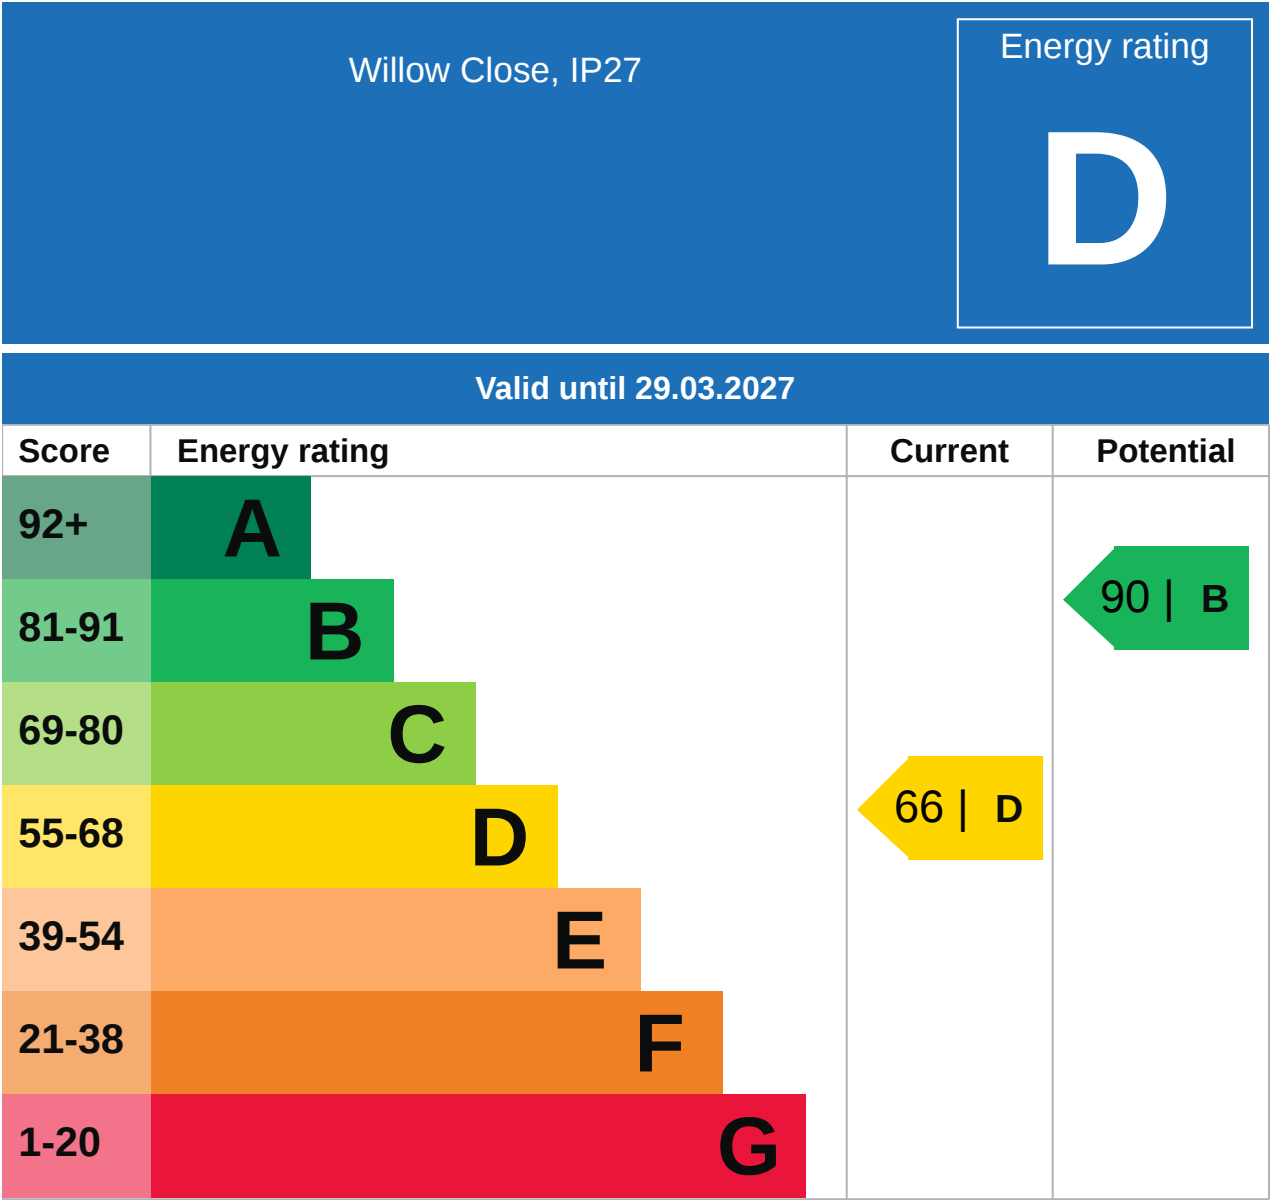 Willow Close, IP27
Energy rating
D
Valid until 29.03.2027
Score Energy rating Current Potential
92+ A
81-91 B
90 | B
69-80 C
55-68 D
66 | D
39-54 E
21-38 F
1-20 G